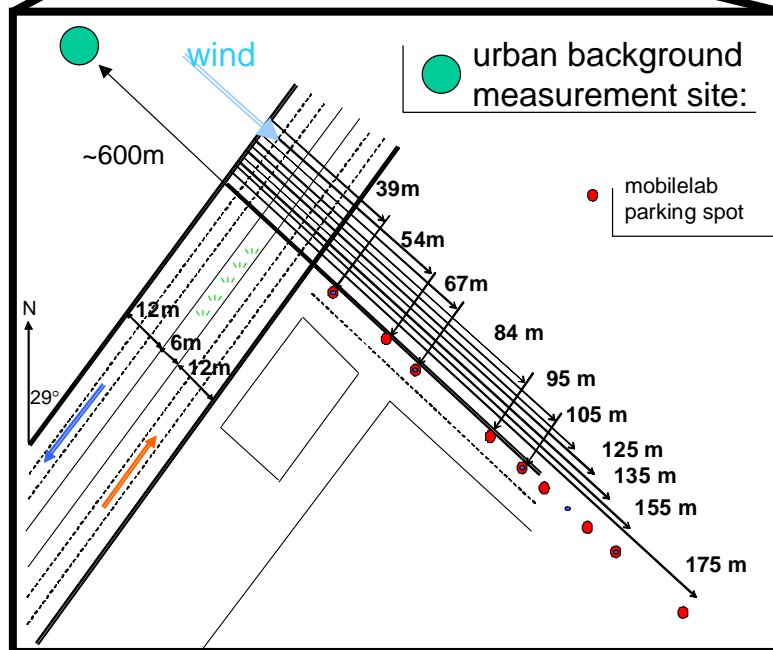 wind
urban background
measurement site:
~600m
mobilelab
parking spot
39m
54m
67m
84 m
95 m
105 m
125 m
135 m
155 m
175 m
12m
6m
12m
N
29°